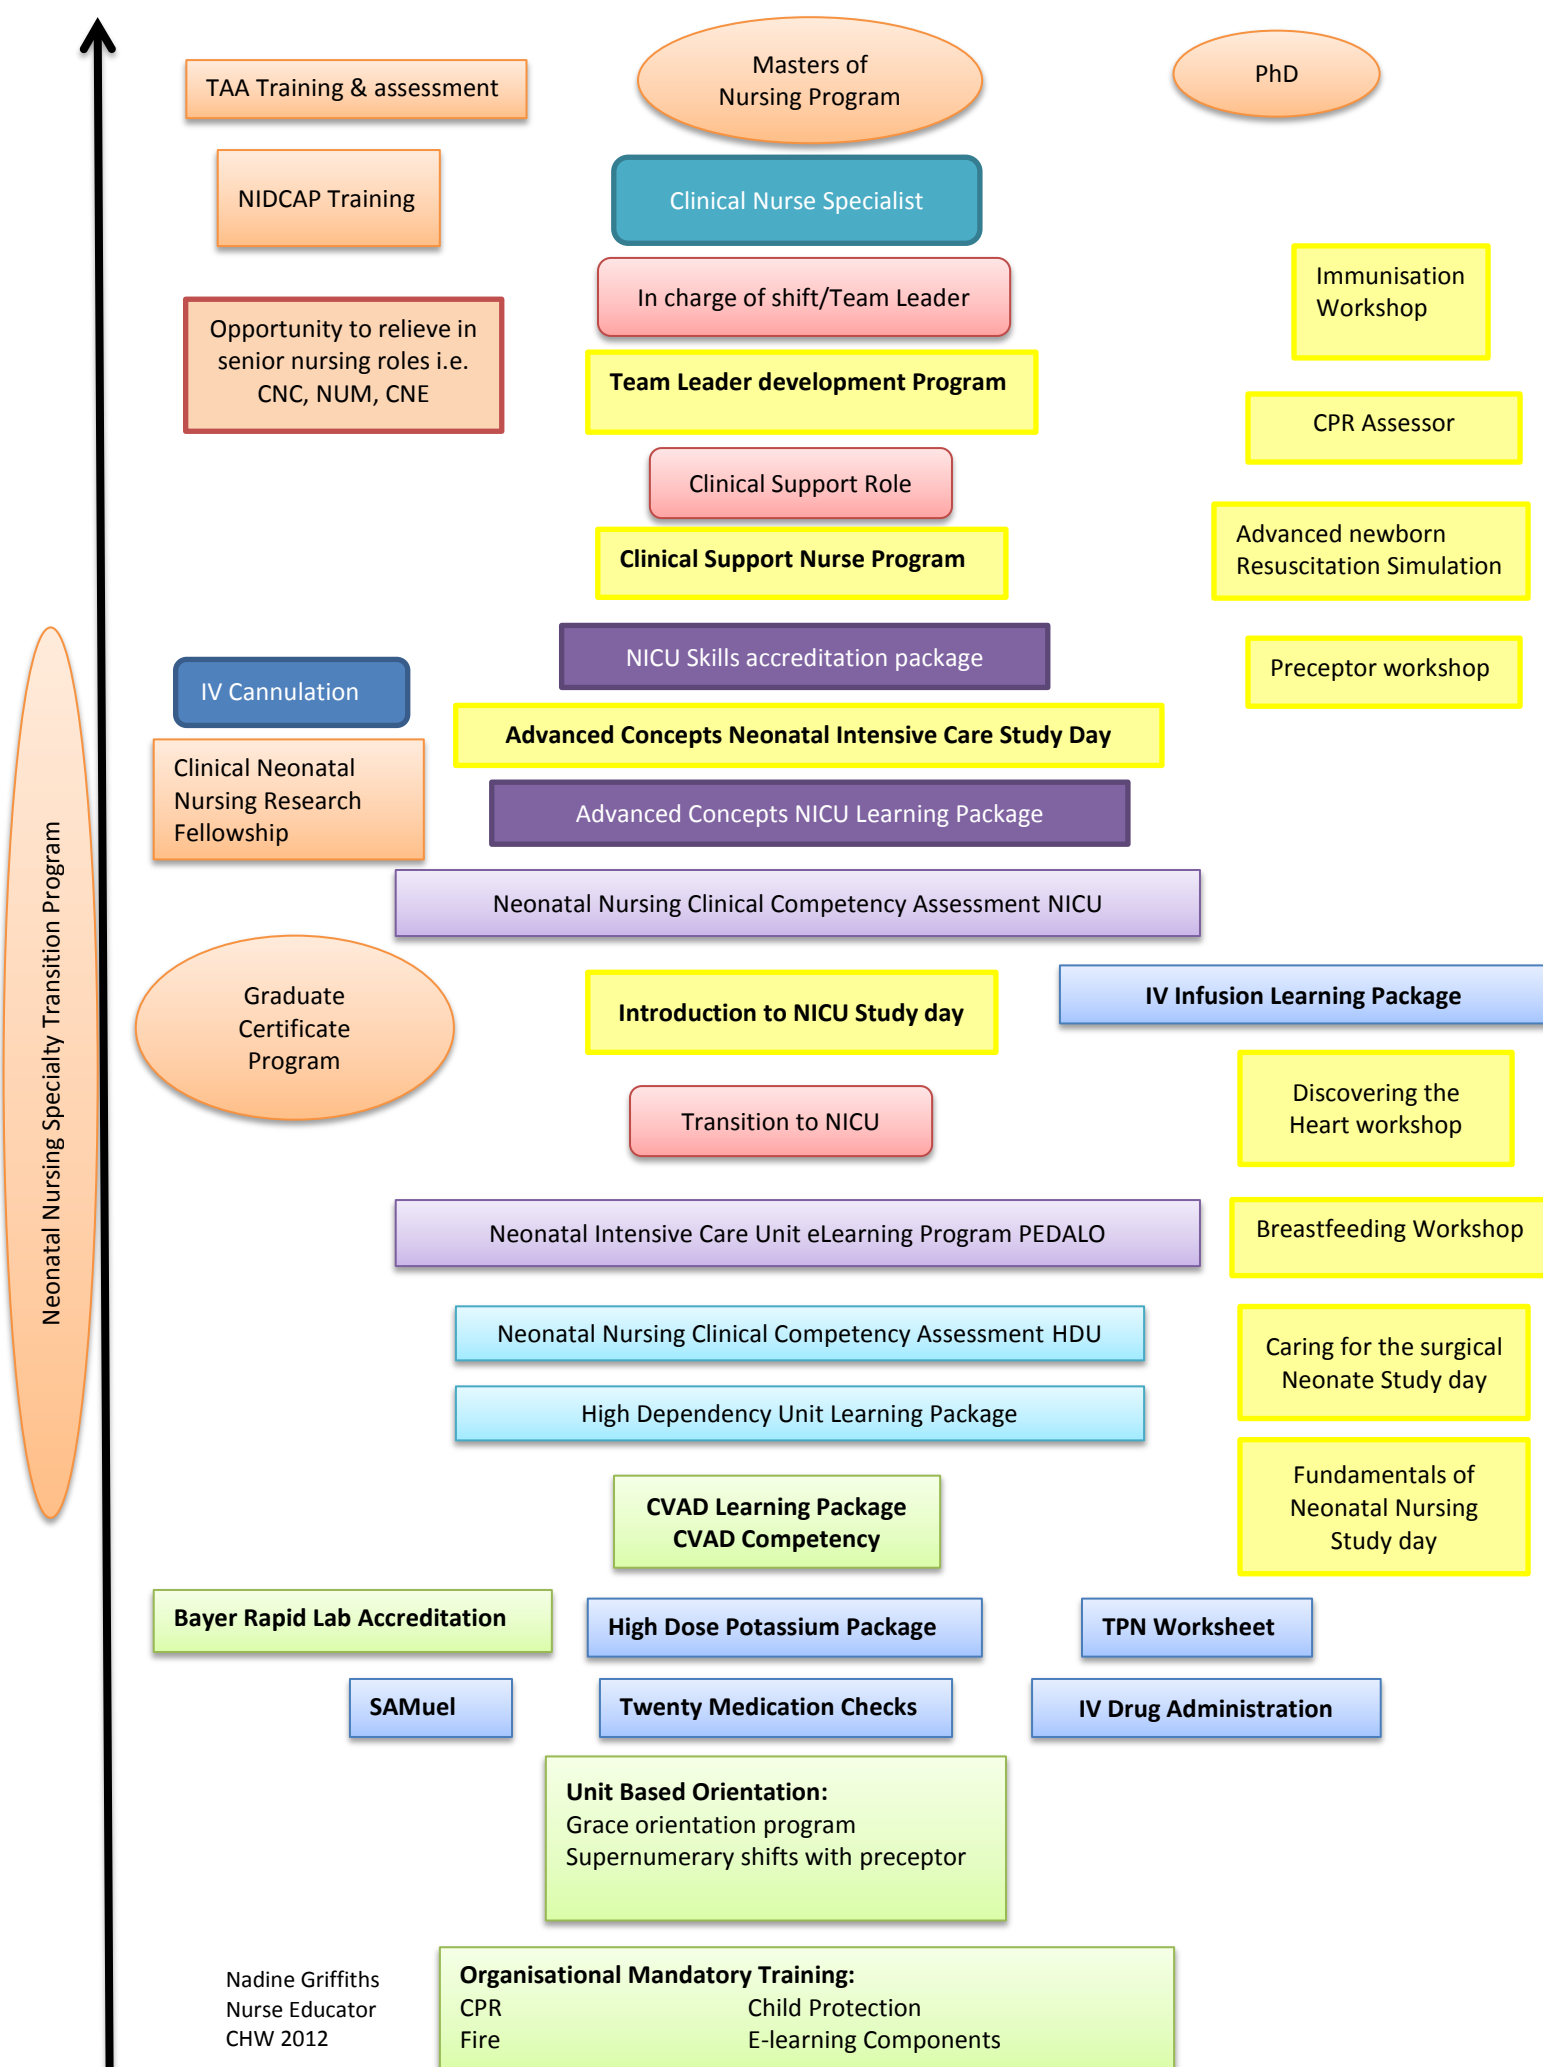 TAA Training & assessment
Masters of
Nursing Program
PhD
NIDCAP Training
Clinical Nurse Specialist
In charge of shift/Team Leader
Immunisation
Workshop
Opportunity to relieve in
senior nursing roles i.e.
CNC, NUM, CNE
Team Leader development Program
CPR Assessor
Clinical Support Role
Clinical Support Nurse Program
Advanced newborn
Resuscitation Simulation
NICU Skills accreditation package
Preceptor workshop
IV Cannulation
Advanced Concepts Neonatal Intensive Care Study Day
Clinical Neonatal
Nursing Research
Fellowship
Advanced Concepts NICU Learning Package
Neonatal Nursing Clinical Competency Assessment NICU
Neonatal Nursing Specialty Transition Program
Graduate
Certificate
Program
Introduction to NICU Study day
IV Infusion Learning Package
Discovering the
Heart workshop
Transition to NICU
Neonatal Intensive Care Unit eLearning Program PEDALO
Breastfeeding Workshop
Neonatal Nursing Clinical Competency Assessment HDU
Caring for the surgical
Neonate Study day
High Dependency Unit Learning Package
Fundamentals of
Neonatal Nursing
Study day
CVAD Learning Package
CVAD Competency
Bayer Rapid Lab Accreditation
High Dose Potassium Package
TPN Worksheet
SAMuel
Twenty Medication Checks
IV Drug Administration
Unit Based Orientation:
Grace orientation program
Supernumerary shifts with preceptor
Nadine Griffiths
Nurse Educator
CHW 2012
Organisational Mandatory Training:
CPR Child Protection
Fire E-learning Components